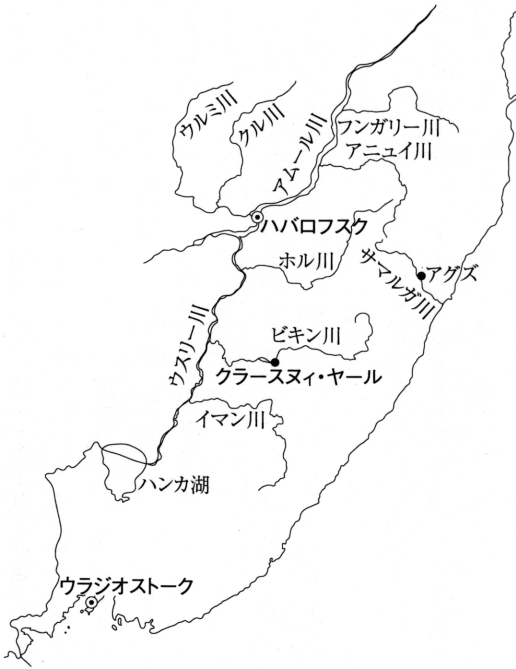 ウルミ川
クル川
アムール川
フンガリー川
アニュイ川
ハバロフスク
ホル川
サマルガ川
アグズ
ウスリー川
ビキン川
クラースヌィ・ヤール
イマン川
ハンカ湖
ウラジオストーク